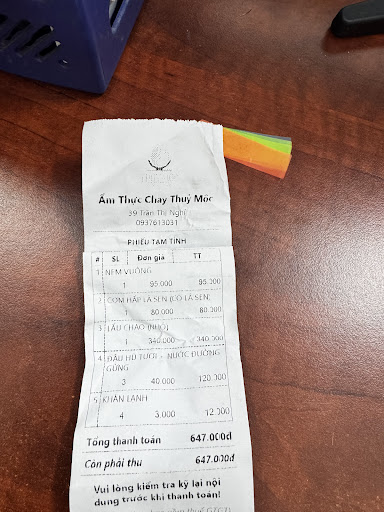 Ẩm Thực Chay Thuỷ Mộc
39 Trần Thị Nghỉ
0937613031
PHIẾU TẠM TÍNH
# SL Đơn giá TT
1 NEM VUÔNG
1 95.000 95.000
2 CƠM HẤP LÁ SEN (CÓ LÁ SEN)
80.000 80.000
3 LẨU CHAO (NHỎ)
1 340.000 340.000
4 ĐẬU HỦ TƯƠI - NƯỚC ĐƯỜNG
GỪNG
3 40.000 120.000
5 KHĂN LẠNH
4 3.000 12.000
Tổng thanh toán 647.000đ
Còn phải thu 647.000đ
Vui lòng kiểm tra kỹ lại nội
dung trước khi thanh toán!